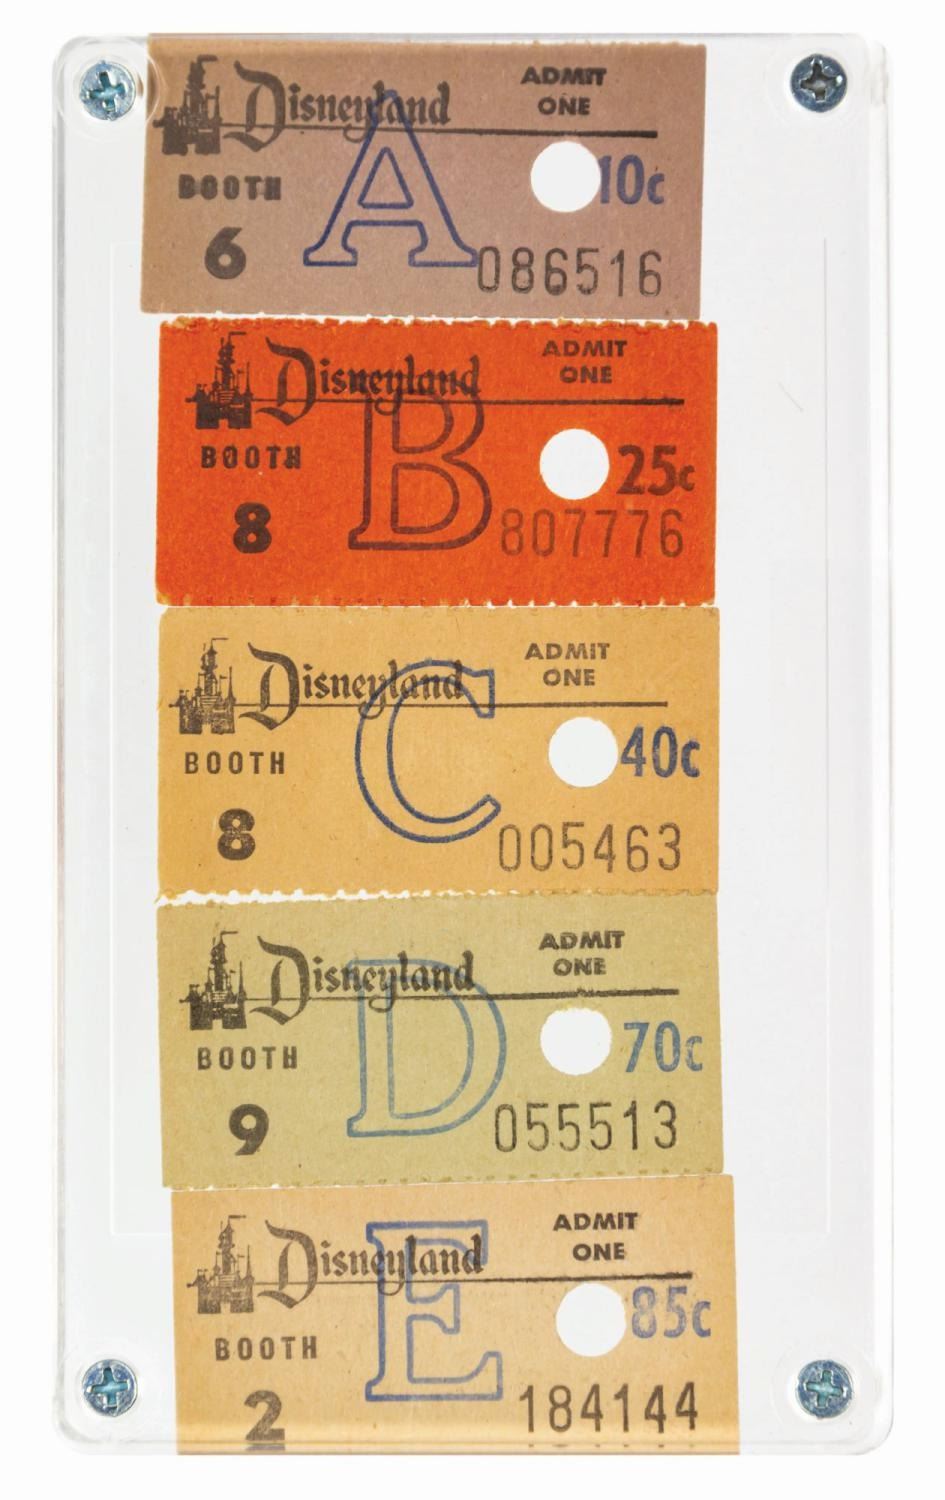 Disneyland ADMIT
ONE
BOOTH A 10c
6 086516
Disneyland ADMIT
ONE
BOOTH B 25c
8 807776
Disneyland ADMIT
ONE
BOOTH C 40c
8 005463
Disneyland ADMIT
ONE
BOOTH D 70c
9 055513
Disneyland ADMIT
ONE
BOOTH E 85c
2 184144